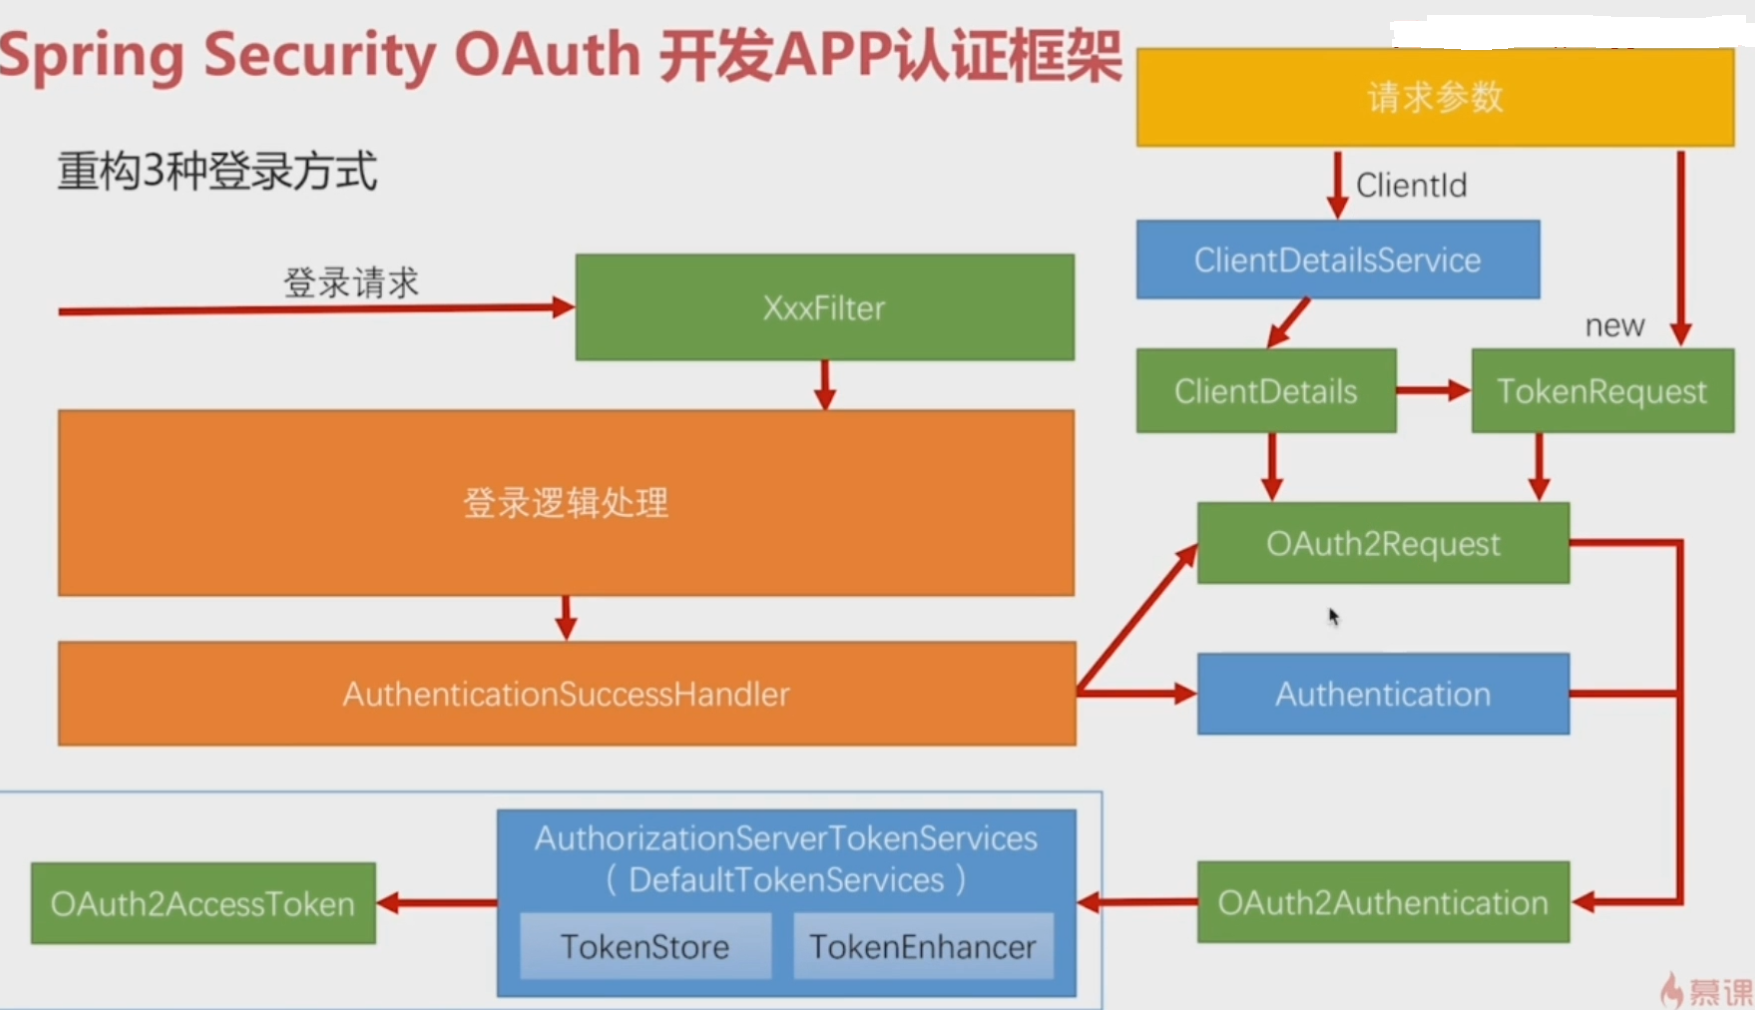 Spring Security OAuth 开发APP认证框架
重构3种登录方式
请求参数
ClientId
ClientDetailsService
登录请求
XxxFilter
new
ClientDetails
TokenRequest
登录逻辑处理
OAuth2Request
AuthenticationSuccessHandler
Authentication
AuthorizationServerTokenServices
（ DefaultTokenServices ）
OAuth2AccessToken
OAuth2Authentication
TokenStore
TokenEnhancer
慕课